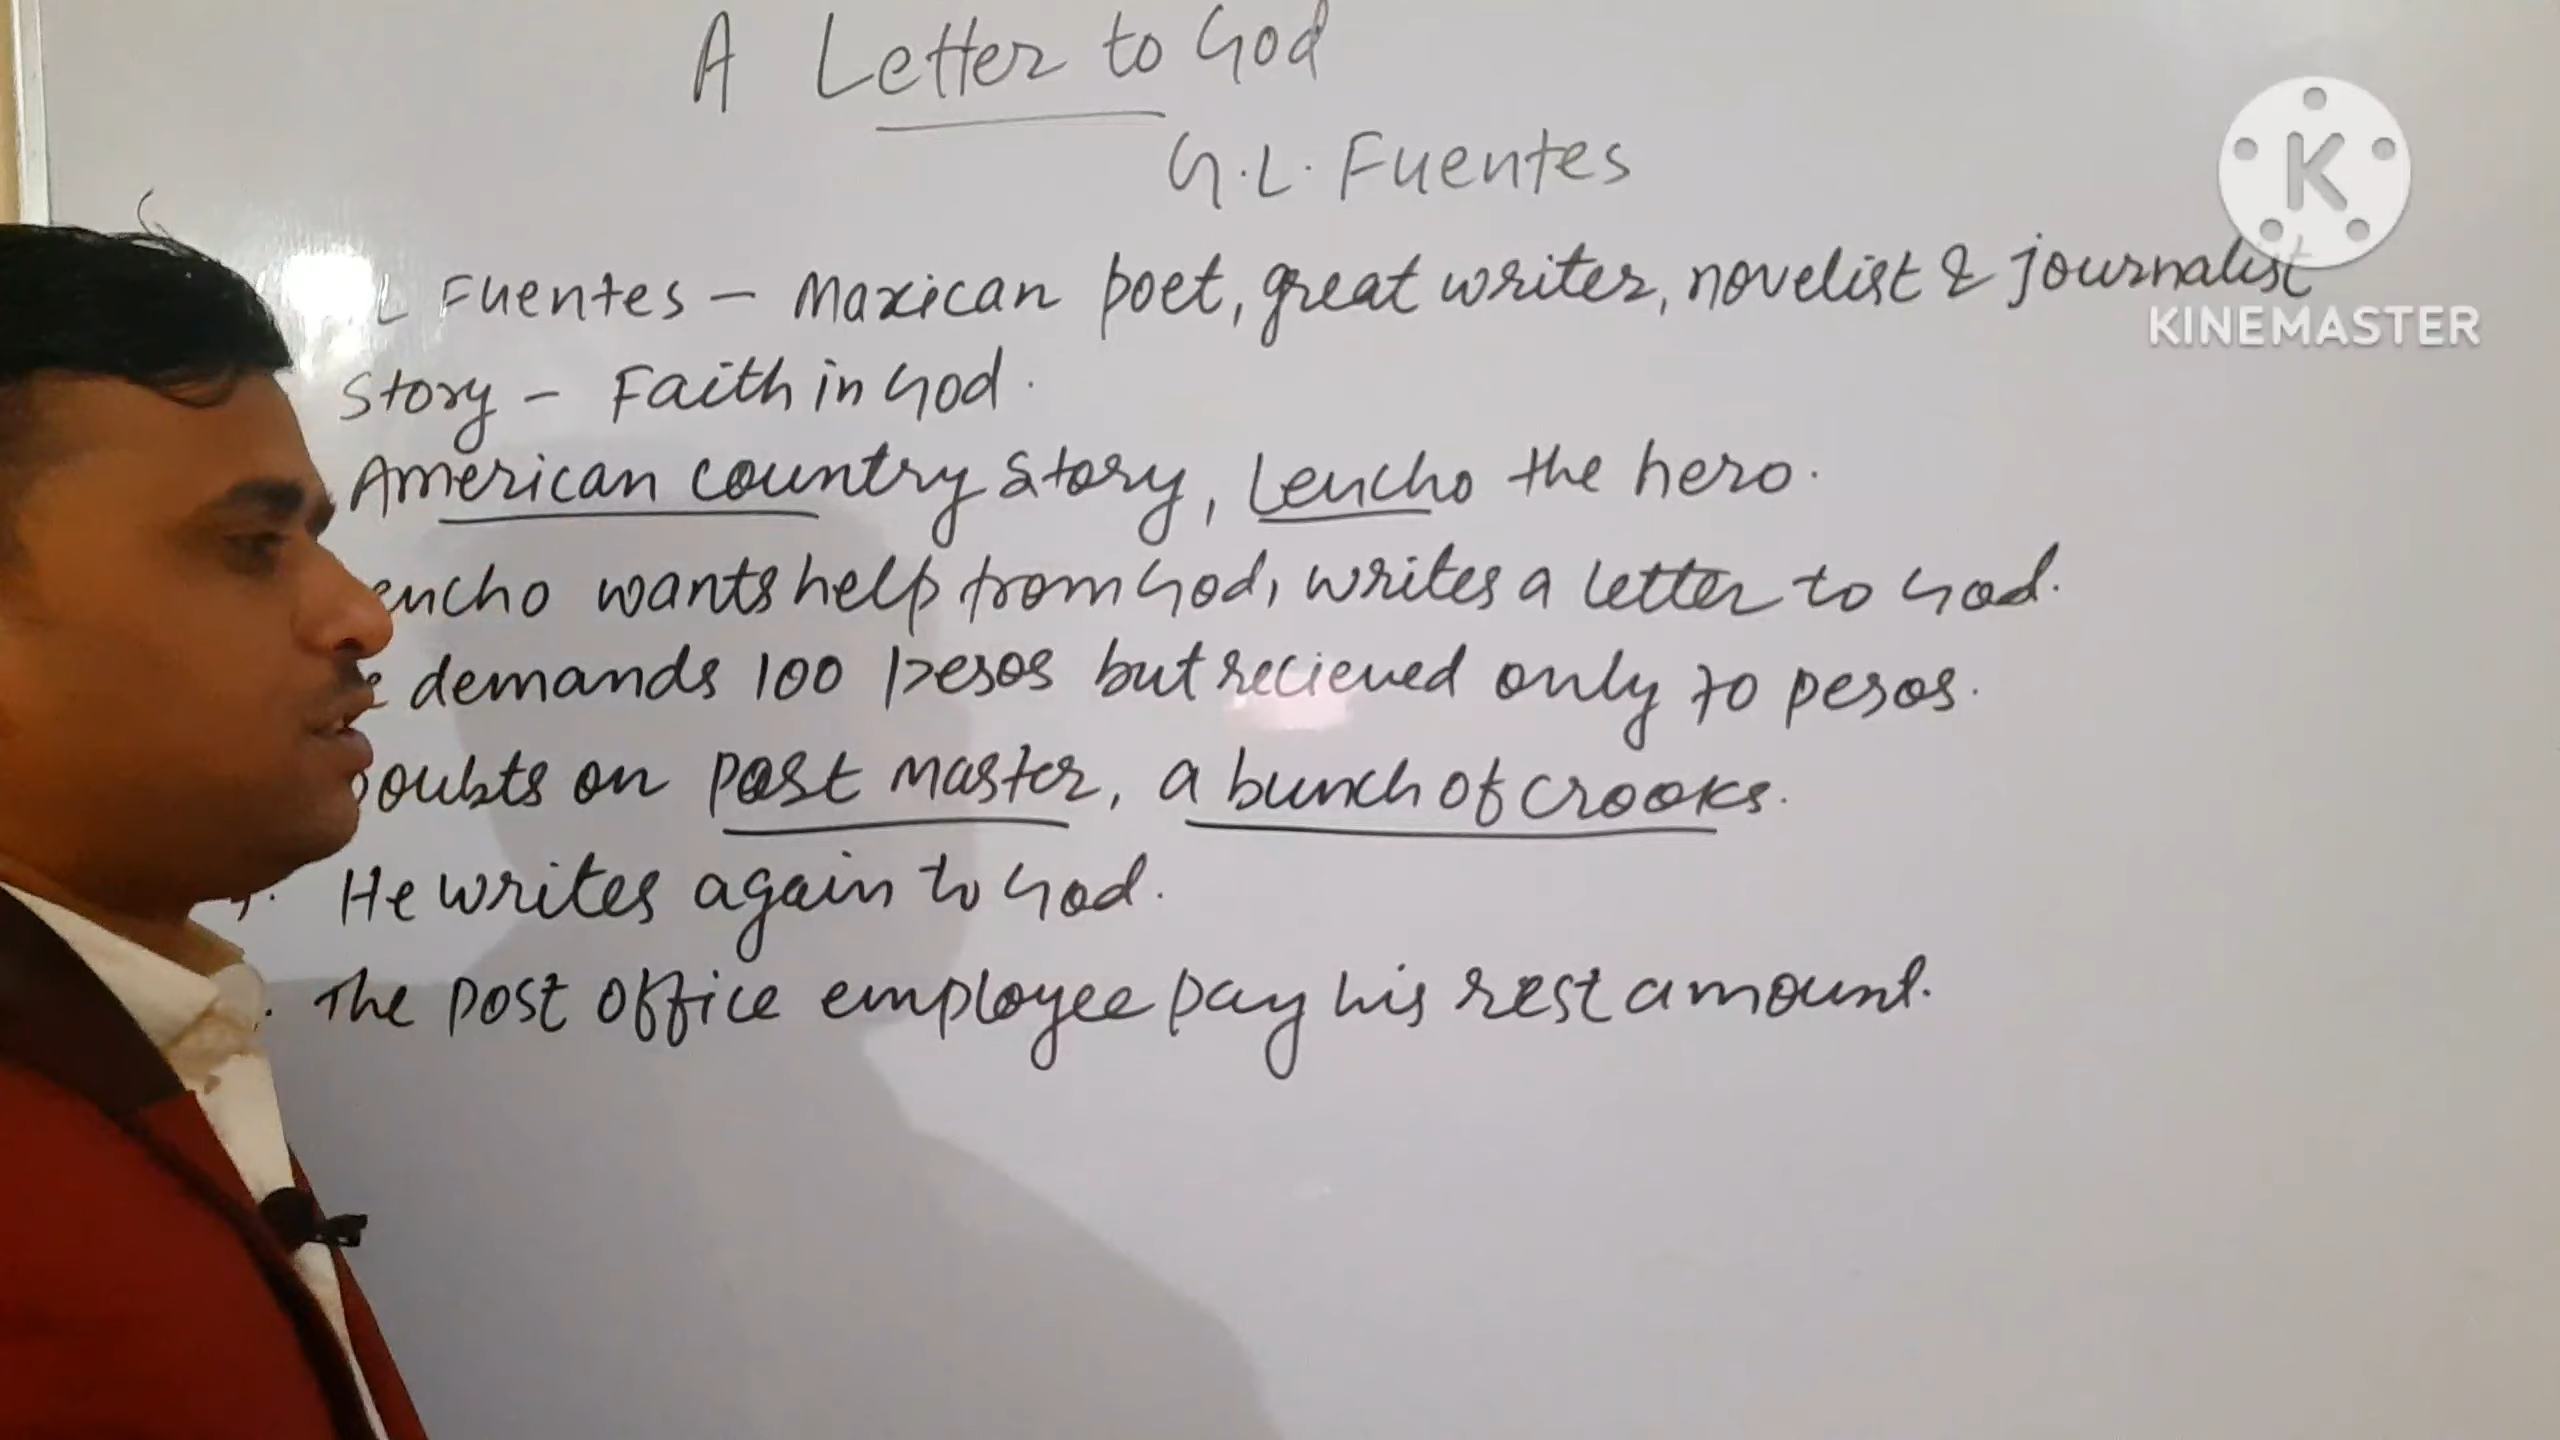 A Letter to God
G.L. Fuentes
L Fuentes – Maxican poet, great writer, novelist & journalist
KINEMASTER
Story – Faith in God.
American country story, Lencho the hero.
encho wants help from God, writes a letter to God.
e demands 100 pesos but recieved only 70 pesos.
Doubts on post master, a bunch of crooks.
He writes again to God.
The post office employee pay his rest amount.